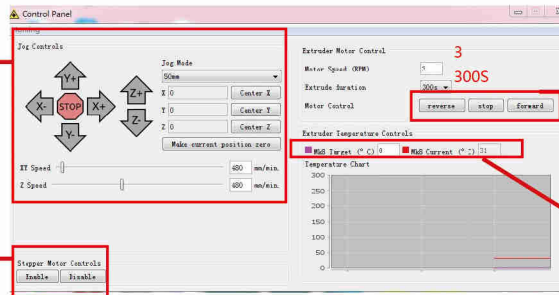 Control Panel
Jog Controls
Jog Mode
50mm
Y+
Z+
X-
STOP
X+
Z-
Y-
X 0 Center X
Y 0 Center Y
Z 0 Center Z
Make current position zero
XY Speed 480 mm/min.
Z Speed 480 mm/min.
Stepper Motor Controls
Enable Disable
Extruder Motor Control
3
Motor Speed (RPM)
300S
Extrude Duration 300s
Motor Control reverse stop forward
Extruder Temperature Controls
Mk8 Target (° C) 0 Mk8 Current (° C) 31
Temperature Chart
300
250
200
150
100
50
0